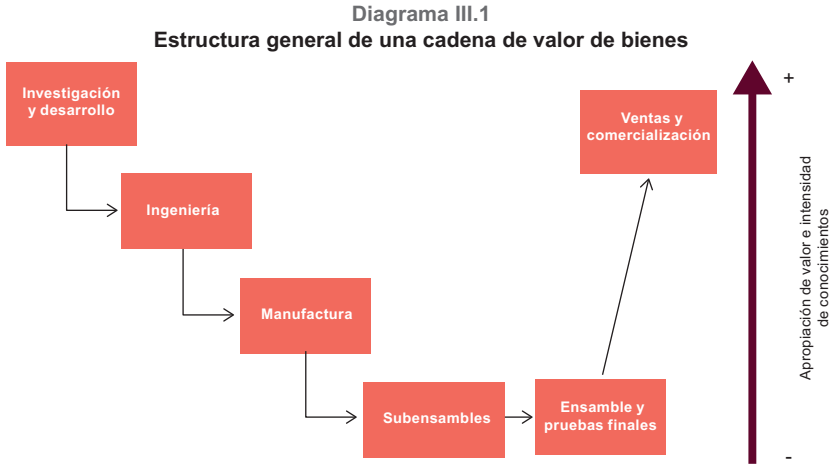 Diagrama III.1
Estructura general de una cadena de valor de bienes
Investigación
y desarrollo
Ingeniería
Manufactura
Subensambles
Ensamble y
pruebas finales
Ventas y
comercialización
+
Apropiación de valor e intensidad
de conocimientos
-